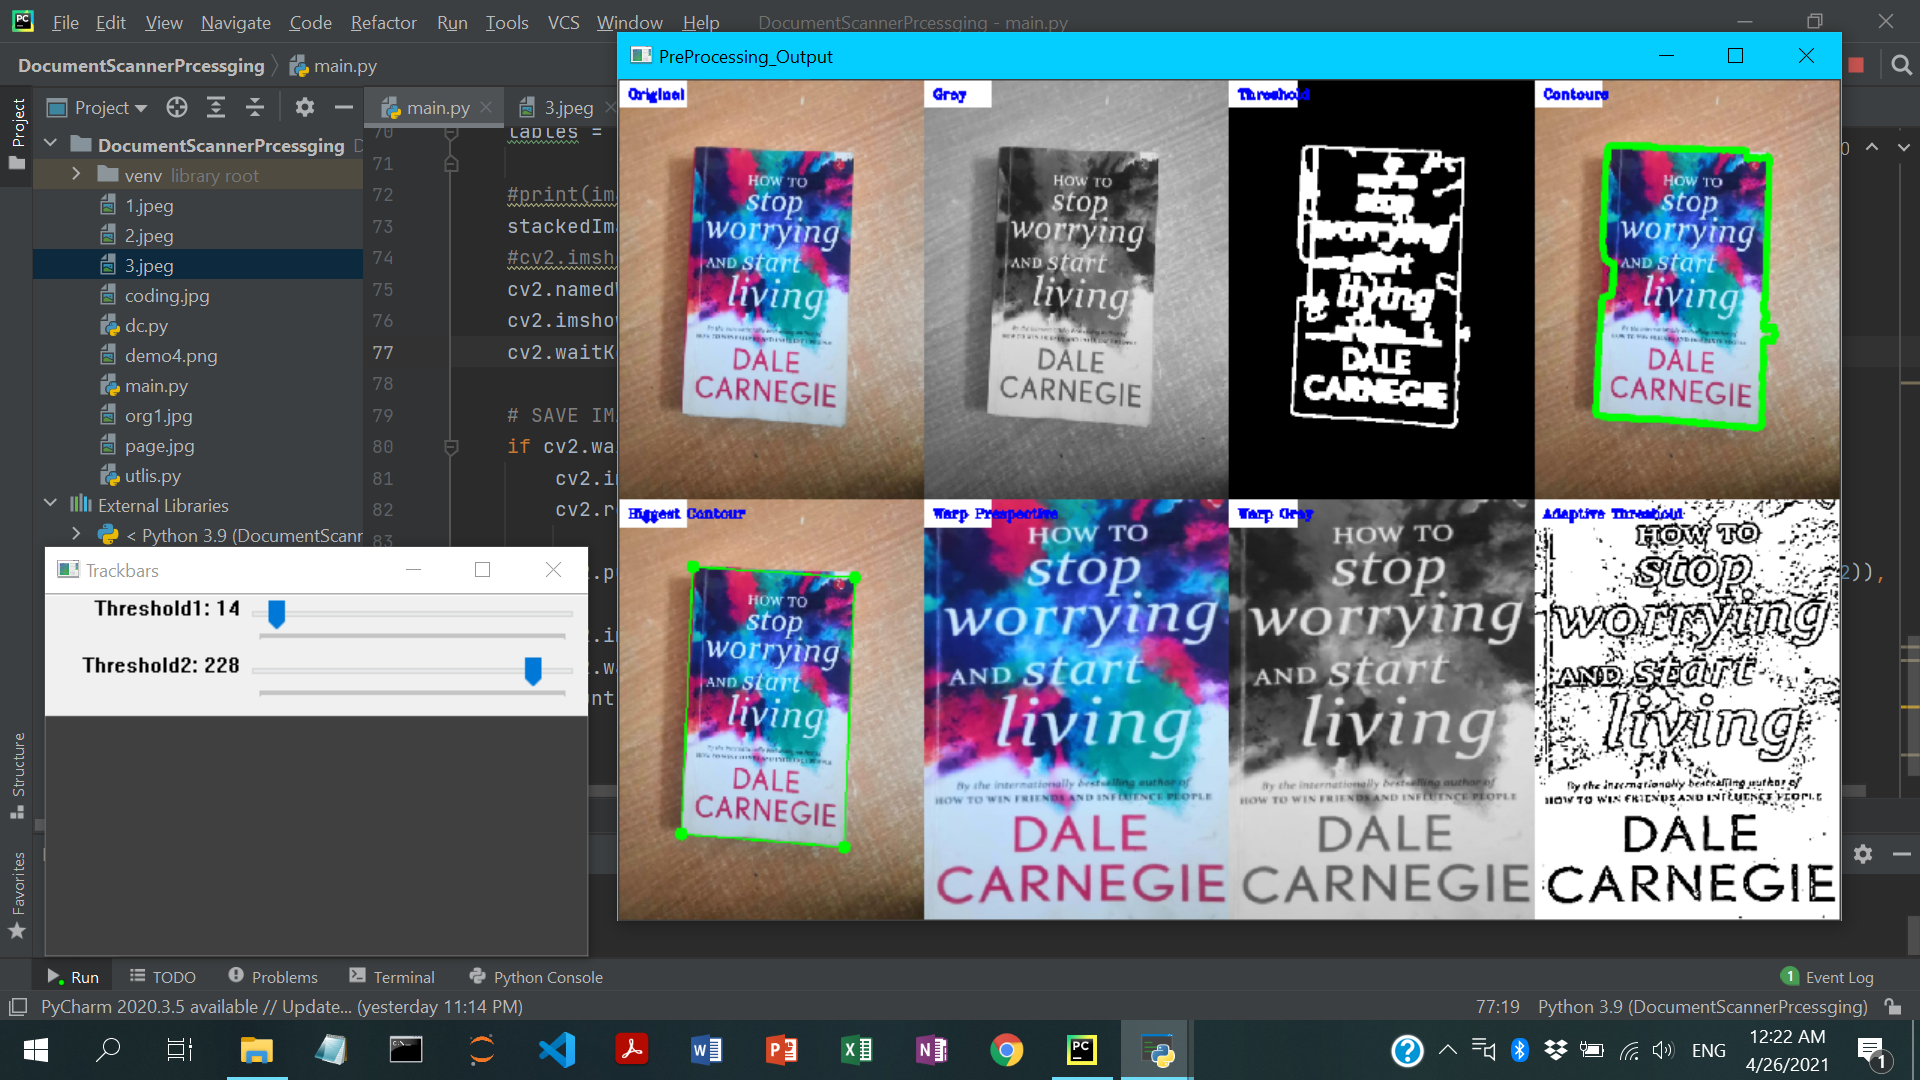 File Edit View Navigate Code Refactor Run Tools VCS Window Help DocumentScannerPrcessging - main.py
DocumentScannerPrcessging main.py
Project
main.py
3.jpeg
Project
DocumentScannerPrcessging
venv library root
1.jpeg
2.jpeg
3.jpeg
coding.jpg
dc.py
demo4.png
main.py
org1.jpg
page.jpg
utlis.py
External Libraries
< Python 3.9 (DocumentScann
70 tables =
71
72 #print(im
73 stackedIm
74 #cv2.imsh
75 cv2.named
76 cv2.imsho
77 cv2.waitK
78
79 # SAVE IM
80 if cv2.wa
81 cv2.i
82 cv2.r
83
2)),
PreProcessing_Output
Original
HOW TO
stop
worrying
AND start
living
DALE
CARNEGIE
Gray
HOW TO
stop
worrying
AND start
living
DALE
CARNEGIE
Threshold
stop
worrying
living
DALE
CARNEGIE
Contours
HOW TO
stop
worrying
AND start
living
DALE
CARNEGIE
Biggest Contour
HOW TO
stop
worrying
AND start
living
DALE
CARNEGIE
Warp Prespective
HOW TO
stop
worrying
AND start
living
By the internationally bestselling author of
HOW TO WIN FRIENDS AND INFLUENCE PEOPLE
DALE
CARNEGIE
Warp Gray
HOW TO
stop
worrying
AND start
living
By the internationally bestselling author of
HOW TO WIN FRIENDS AND INFLUENCE PEOPLE
DALE
CARNEGIE
Adaptive Threshold
HOW TO
stop
worrying
AND start
living
By the internationally bestselling author of
HOW TO WIN FRIENDS AND INFLUENCE PEOPLE
DALE
CARNEGIE
Trackbars
Threshold1: 14
Threshold2: 228
Structure
Favorites
Run TODO Problems Terminal Python Console
1 Event Log
PyCharm 2020.3.5 available // Update... (yesterday 11:14 PM)
77:19 Python 3.9 (DocumentScannerPrcessging)
ENG
12:22 AM
4/26/2021
1